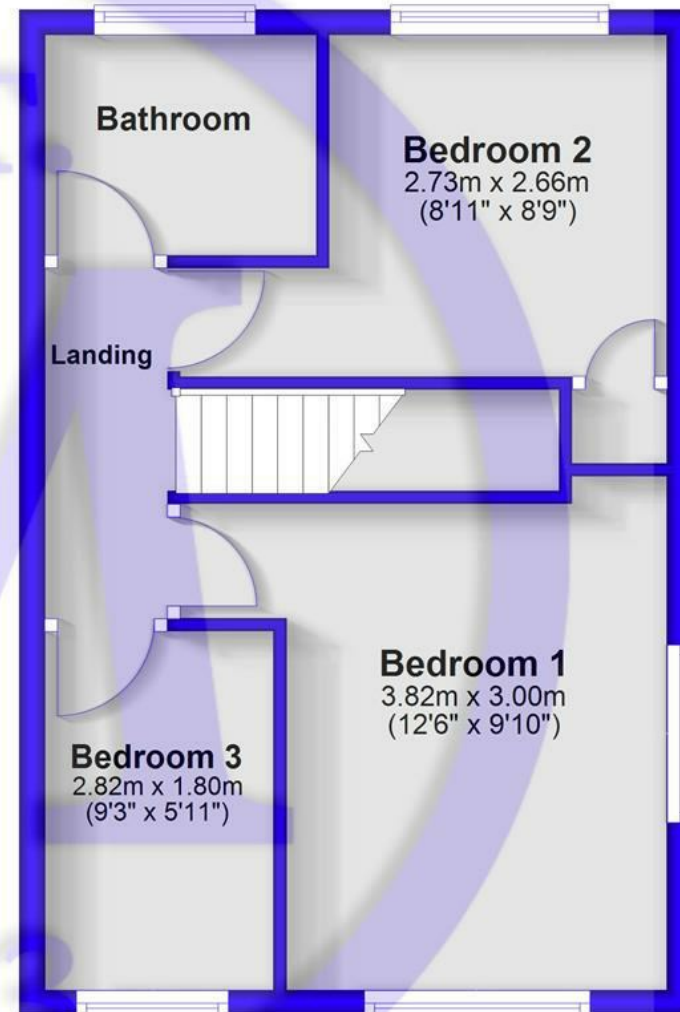 Bathroom
Bedroom 2
2.73m x 2.66m
(8'11" x 8'9")
Landing
Bedroom 1
3.82m x 3.00m
(12'6" x 9'10")
Bedroom 3
2.82m x 1.80m
(9'3" x 5'11")